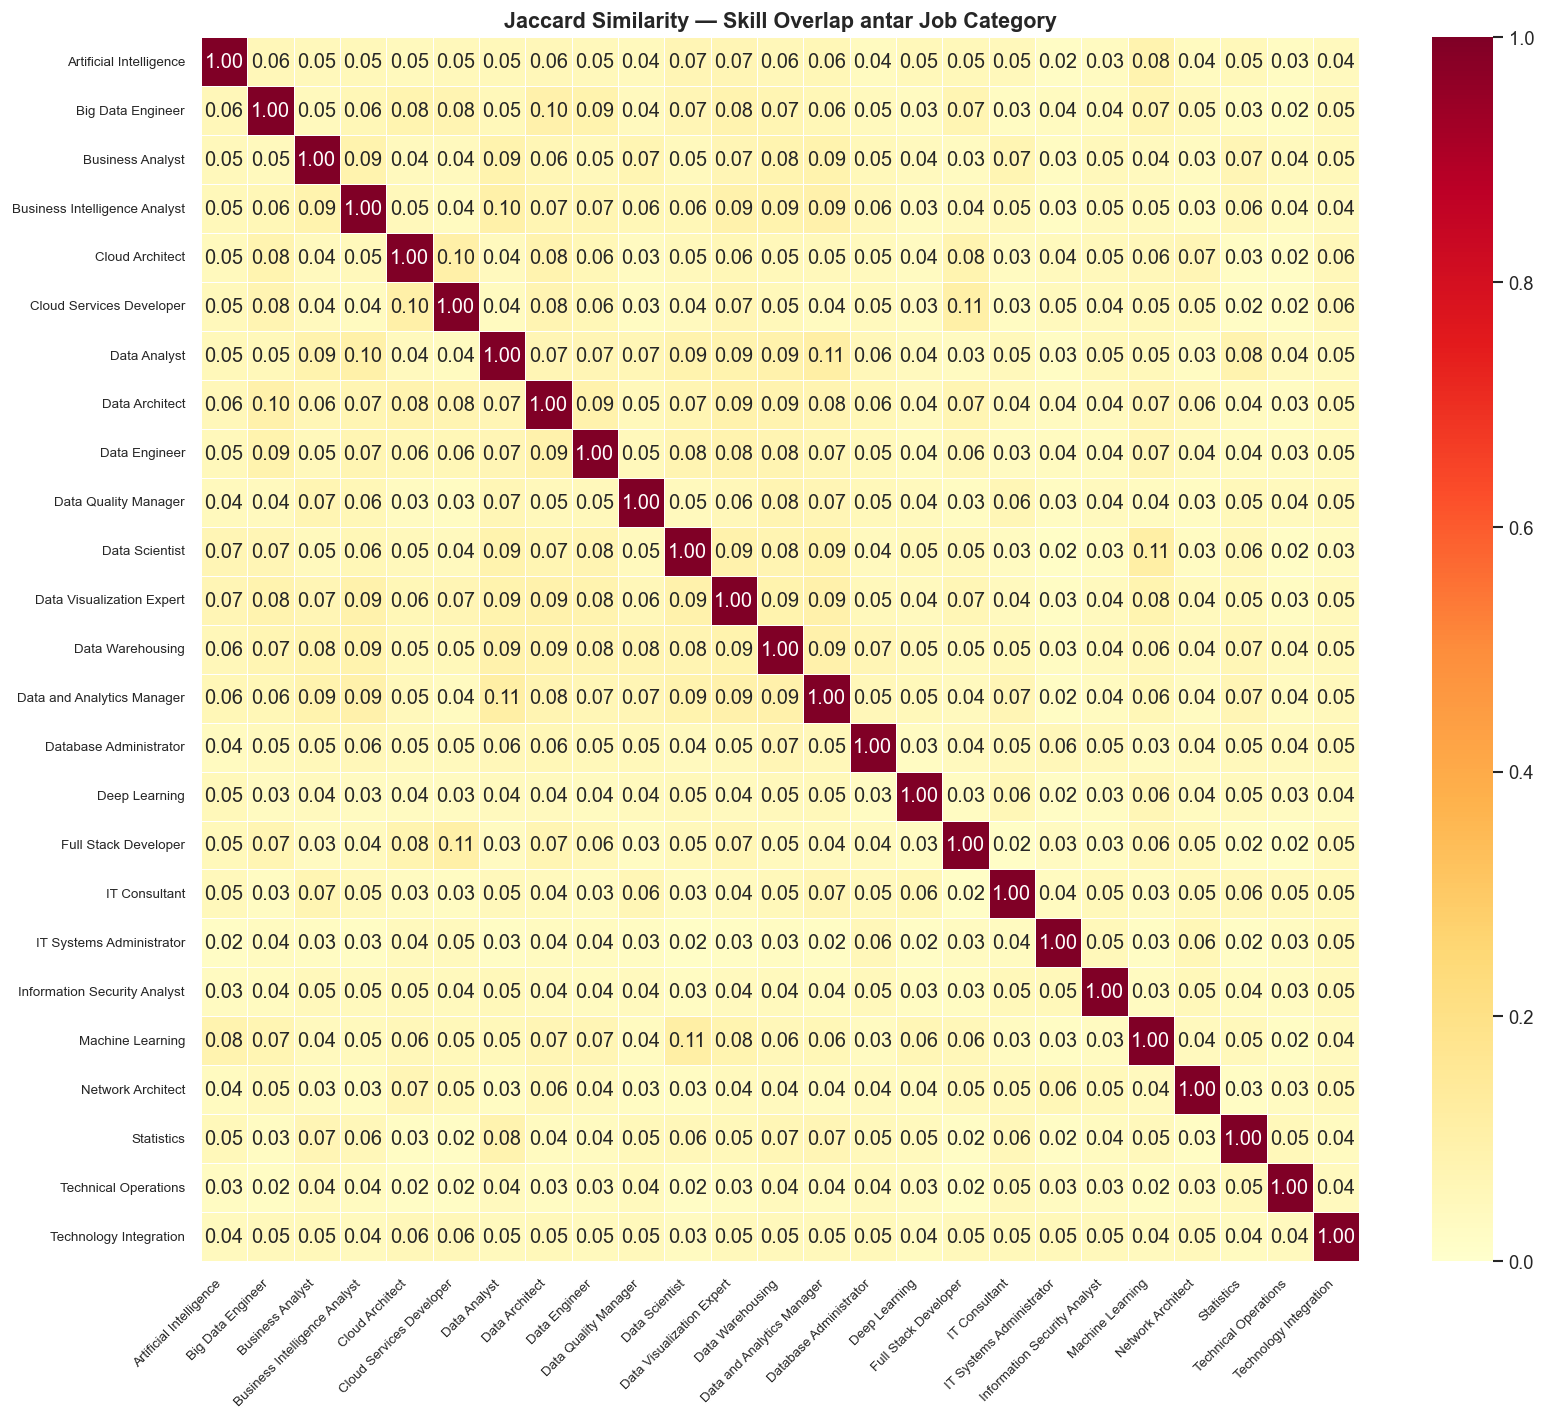 Jaccard Similarity — Skill Overlap antar Job Category
Artificial Intelligence 1.00 0.06 0.05 0.05 0.05 0.05 0.05 0.06 0.05 0.04 0.07 0.07 0.06 0.06 0.04 0.05 0.05 0.05 0.02 0.03 0.08 0.04 0.05 0.03 0.04
Big Data Engineer 0.06 1.00 0.05 0.06 0.08 0.08 0.05 0.10 0.09 0.04 0.07 0.08 0.07 0.06 0.05 0.03 0.07 0.03 0.04 0.04 0.07 0.05 0.03 0.02 0.05
Business Analyst 0.05 0.05 1.00 0.09 0.04 0.04 0.09 0.06 0.05 0.07 0.05 0.07 0.08 0.09 0.05 0.04 0.03 0.07 0.03 0.05 0.04 0.03 0.07 0.04 0.05
Business Intelligence Analyst 0.05 0.06 0.09 1.00 0.05 0.04 0.10 0.07 0.07 0.06 0.06 0.09 0.09 0.09 0.06 0.03 0.04 0.05 0.03 0.05 0.05 0.03 0.06 0.04 0.04
Cloud Architect 0.05 0.08 0.04 0.05 1.00 0.10 0.04 0.08 0.06 0.03 0.05 0.06 0.05 0.05 0.05 0.04 0.08 0.03 0.04 0.05 0.06 0.07 0.03 0.02 0.06
Cloud Services Developer 0.05 0.08 0.04 0.04 0.10 1.00 0.04 0.08 0.06 0.03 0.04 0.07 0.05 0.04 0.05 0.03 0.11 0.03 0.05 0.04 0.05 0.05 0.02 0.02 0.06
Data Analyst 0.05 0.05 0.09 0.10 0.04 0.04 1.00 0.07 0.07 0.07 0.09 0.09 0.09 0.11 0.06 0.04 0.03 0.05 0.03 0.05 0.05 0.03 0.08 0.04 0.05
Data Architect 0.06 0.10 0.06 0.07 0.08 0.08 0.07 1.00 0.09 0.05 0.07 0.09 0.09 0.08 0.06 0.04 0.07 0.04 0.04 0.04 0.07 0.06 0.04 0.03 0.05
Data Engineer 0.05 0.09 0.05 0.07 0.06 0.06 0.07 0.09 1.00 0.05 0.08 0.08 0.08 0.07 0.05 0.04 0.06 0.03 0.04 0.04 0.07 0.04 0.04 0.03 0.05
Data Quality Manager 0.04 0.04 0.07 0.06 0.03 0.03 0.07 0.05 0.05 1.00 0.05 0.06 0.08 0.07 0.05 0.04 0.03 0.06 0.03 0.04 0.04 0.03 0.05 0.04 0.05
Data Scientist 0.07 0.07 0.05 0.06 0.05 0.04 0.09 0.07 0.08 0.05 1.00 0.09 0.08 0.09 0.04 0.05 0.05 0.03 0.02 0.03 0.11 0.03 0.06 0.02 0.03
Data Visualization Expert 0.07 0.08 0.07 0.09 0.06 0.07 0.09 0.09 0.08 0.06 0.09 1.00 0.09 0.09 0.05 0.04 0.07 0.04 0.03 0.04 0.08 0.04 0.05 0.03 0.05
Data Warehousing 0.06 0.07 0.08 0.09 0.05 0.05 0.09 0.09 0.08 0.08 0.08 0.09 1.00 0.09 0.07 0.05 0.05 0.05 0.03 0.04 0.06 0.04 0.07 0.04 0.05
Data and Analytics Manager 0.06 0.06 0.09 0.09 0.05 0.04 0.11 0.08 0.07 0.07 0.09 0.09 0.09 1.00 0.05 0.05 0.04 0.07 0.02 0.04 0.06 0.04 0.07 0.04 0.05
Database Administrator 0.04 0.05 0.05 0.06 0.05 0.05 0.06 0.06 0.05 0.05 0.04 0.05 0.07 0.05 1.00 0.03 0.04 0.05 0.06 0.05 0.03 0.04 0.05 0.04 0.05
Deep Learning 0.05 0.03 0.04 0.03 0.04 0.03 0.04 0.04 0.04 0.04 0.05 0.04 0.05 0.05 0.03 1.00 0.03 0.06 0.02 0.03 0.06 0.04 0.05 0.03 0.04
Full Stack Developer 0.05 0.07 0.03 0.04 0.08 0.11 0.03 0.07 0.06 0.03 0.05 0.07 0.05 0.04 0.04 0.03 1.00 0.02 0.03 0.03 0.06 0.05 0.02 0.02 0.05
IT Consultant 0.05 0.03 0.07 0.05 0.03 0.03 0.05 0.04 0.03 0.06 0.03 0.04 0.05 0.07 0.05 0.06 0.02 1.00 0.04 0.05 0.03 0.05 0.06 0.05 0.05
IT Systems Administrator 0.02 0.04 0.03 0.03 0.04 0.05 0.03 0.04 0.04 0.03 0.02 0.03 0.03 0.02 0.06 0.02 0.03 0.04 1.00 0.05 0.03 0.06 0.02 0.03 0.05
Information Security Analyst 0.03 0.04 0.05 0.05 0.05 0.04 0.05 0.04 0.04 0.04 0.03 0.04 0.04 0.04 0.05 0.03 0.03 0.05 0.05 1.00 0.03 0.05 0.04 0.03 0.05
Machine Learning 0.08 0.07 0.04 0.05 0.06 0.05 0.05 0.07 0.07 0.04 0.11 0.08 0.06 0.06 0.03 0.06 0.06 0.03 0.03 0.03 1.00 0.04 0.05 0.02 0.04
Network Architect 0.04 0.05 0.03 0.03 0.07 0.05 0.03 0.06 0.04 0.03 0.03 0.04 0.04 0.04 0.04 0.04 0.05 0.05 0.06 0.05 0.04 1.00 0.03 0.03 0.05
Statistics 0.05 0.03 0.07 0.06 0.03 0.02 0.08 0.04 0.04 0.05 0.06 0.05 0.07 0.07 0.05 0.05 0.02 0.06 0.02 0.04 0.05 0.03 1.00 0.05 0.04
Technical Operations 0.03 0.02 0.04 0.04 0.02 0.02 0.04 0.03 0.03 0.04 0.02 0.03 0.04 0.04 0.04 0.03 0.02 0.05 0.03 0.03 0.02 0.03 0.05 1.00 0.04
Technology Integration 0.04 0.05 0.05 0.04 0.06 0.06 0.05 0.05 0.05 0.05 0.03 0.05 0.05 0.05 0.05 0.04 0.05 0.05 0.05 0.05 0.04 0.05 0.04 0.04 1.00
Artificial Intelligence
Big Data Engineer
Business Analyst
Business Intelligence Analyst
Cloud Architect
Cloud Services Developer
Data Analyst
Data Architect
Data Engineer
Data Quality Manager
Data Scientist
Data Visualization Expert
Data Warehousing
Data and Analytics Manager
Database Administrator
Deep Learning
Full Stack Developer
IT Consultant
IT Systems Administrator
Information Security Analyst
Machine Learning
Network Architect
Statistics
Technical Operations
Technology Integration
1.0
0.8
0.6
0.4
0.2
0.0